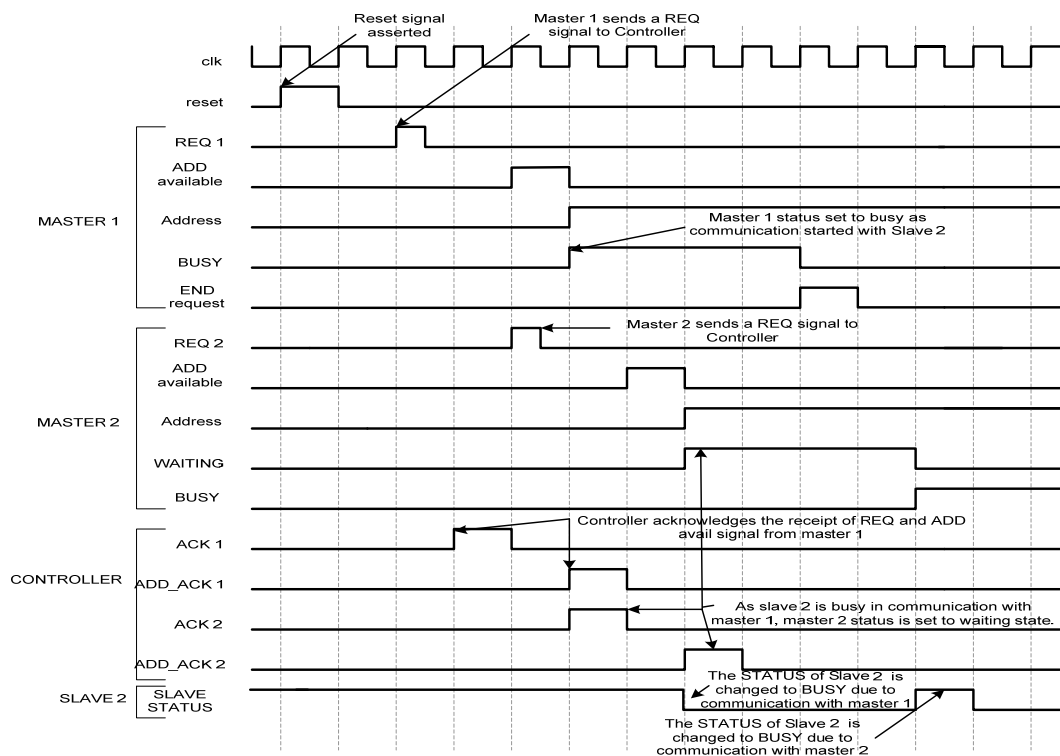 Reset signal
asserted
Master 1 sends a REQ
signal to Controller
clk
reset
MASTER 1
REQ 1
ADD
available
Address
Master 1 status set to busy as
communication started with Slave 2
BUSY
END
request
MASTER 2
REQ 2
Master 2 sends a REQ signal to
Controller
ADD
available
Address
WAITING
BUSY
CONTROLLER
Controller acknowledges the receipt of REQ and ADD
avail signal from master 1
ACK 1
ADD_ACK 1
ACK 2
As slave 2 is busy in communication with
master 1, master 2 status is set to waiting state.
ADD_ACK 2
SLAVE 2
SLAVE
STATUS
The STATUS of Slave 2 is
changed to BUSY due to
communication with master 1
The STATUS of Slave 2 is
changed to BUSY due to
communication with master 2